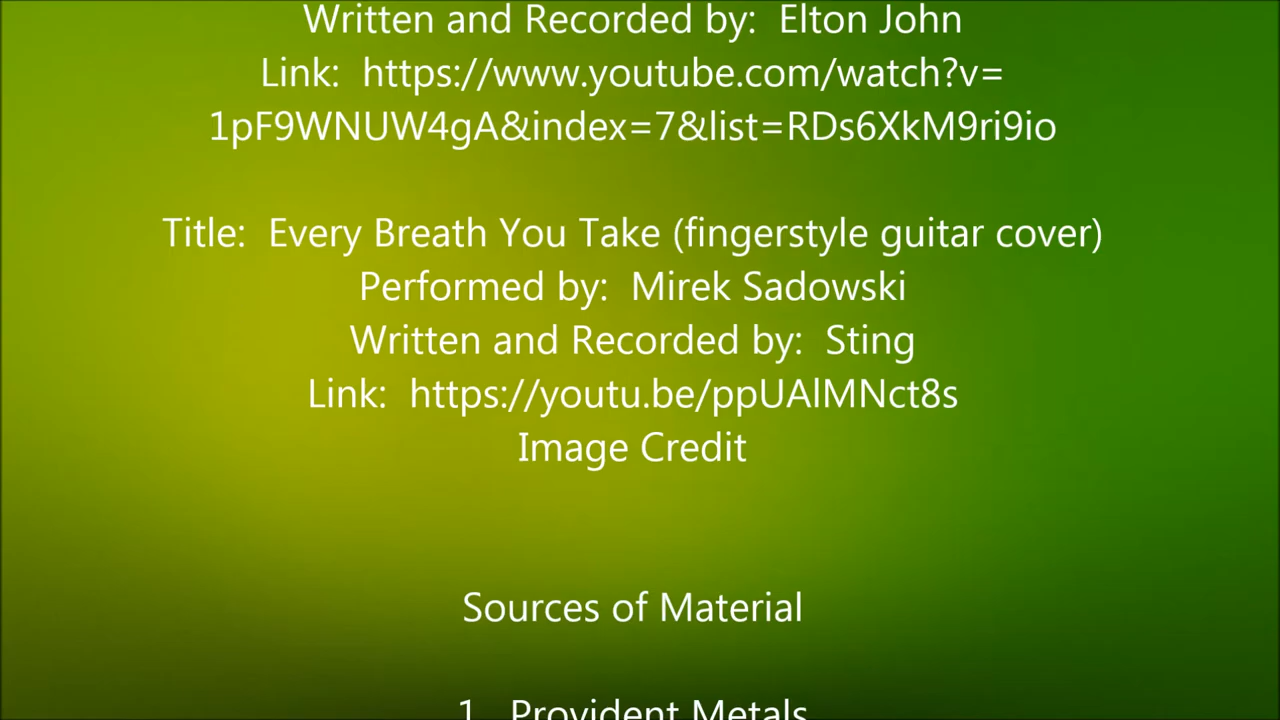 Written and Recorded by:  Elton John
Link:  https://www.youtube.com/watch?v=
1pF9WNUW4gA&index=7&list=RDs6XkM9ri9io
Title:  Every Breath You Take (fingerstyle guitar cover)
Performed by:  Mirek Sadowski
Written and Recorded by:  Sting
Link:  https://youtu.be/ppUAlMNct8s
Image Credit
Sources of Material
1.  Provident Metals